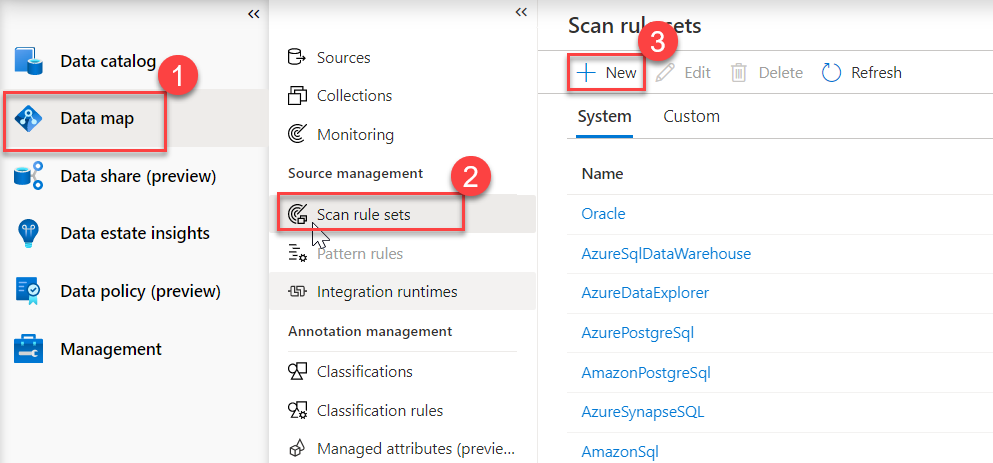 «
Data catalog
1
Data map
Data share (preview)
Data estate insights
Data policy (preview)
Management
«
Sources
Collections
Monitoring
Source management
2
Scan rule sets
Pattern rules
Integration runtimes
Annotation management
Classifications
Classification rules
Managed attributes (previe...
Scan rule sets
3
New Edit Delete Refresh
System Custom
Name
Oracle
AzureSqlDataWarehouse
AzureDataExplorer
AzurePostgreSql
AmazonPostgreSql
AzureSynapseSQL
AmazonSql